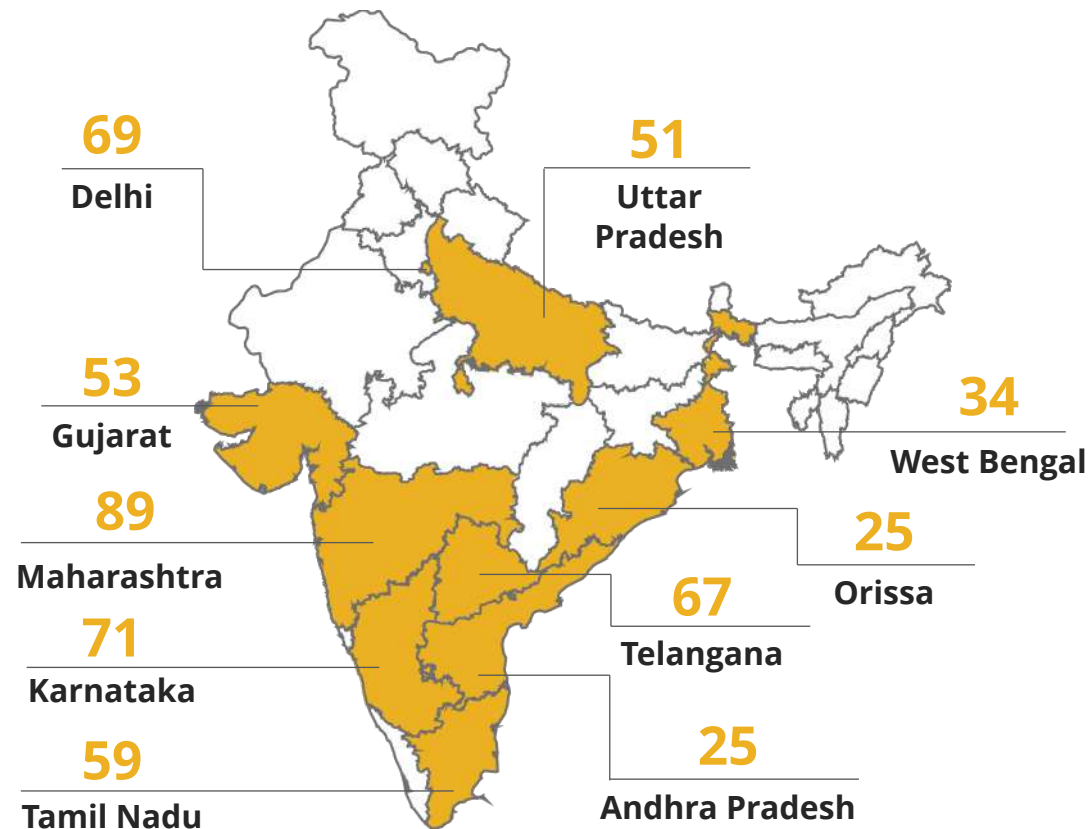 69
Delhi
51
Uttar
Pradesh
53
Gujarat
34
West Bengal
89
Maharashtra
25
Orissa
67
Telangana
71
Karnataka
25
Andhra Pradesh
59
Tamil Nadu